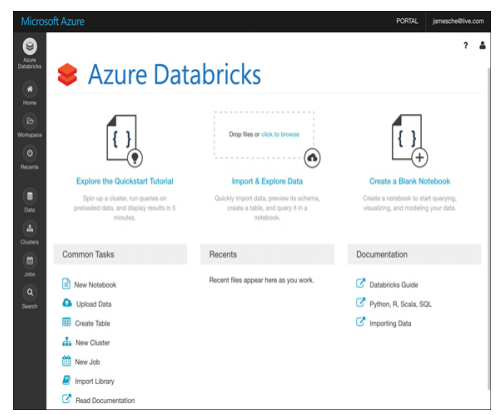 Microsoft Azure
PORTAL
jamesche@live.com
?
Azure
Databricks
Home
Workspace
Recents
Data
Clusters
Jobs
Search
Azure Databricks
{ }
Explore the Quickstart Tutorial
Spin up a cluster, run queries on
preloaded data, and display results in 5
minutes.
Drop files or click to browse
Import & Explore Data
Quickly import data, preview its schema,
create a table, and query it in a
notebook.
{ }
Create a Blank Notebook
Create a notebook to start querying,
visualizing, and modeling your data.
Common Tasks
New Notebook
Upload Data
Create Table
New Cluster
New Job
Import Library
Read Documentation
Recents
Recent files appear here as you work.
Documentation
Databricks Guide
Python, R, Scala, SQL
Importing Data